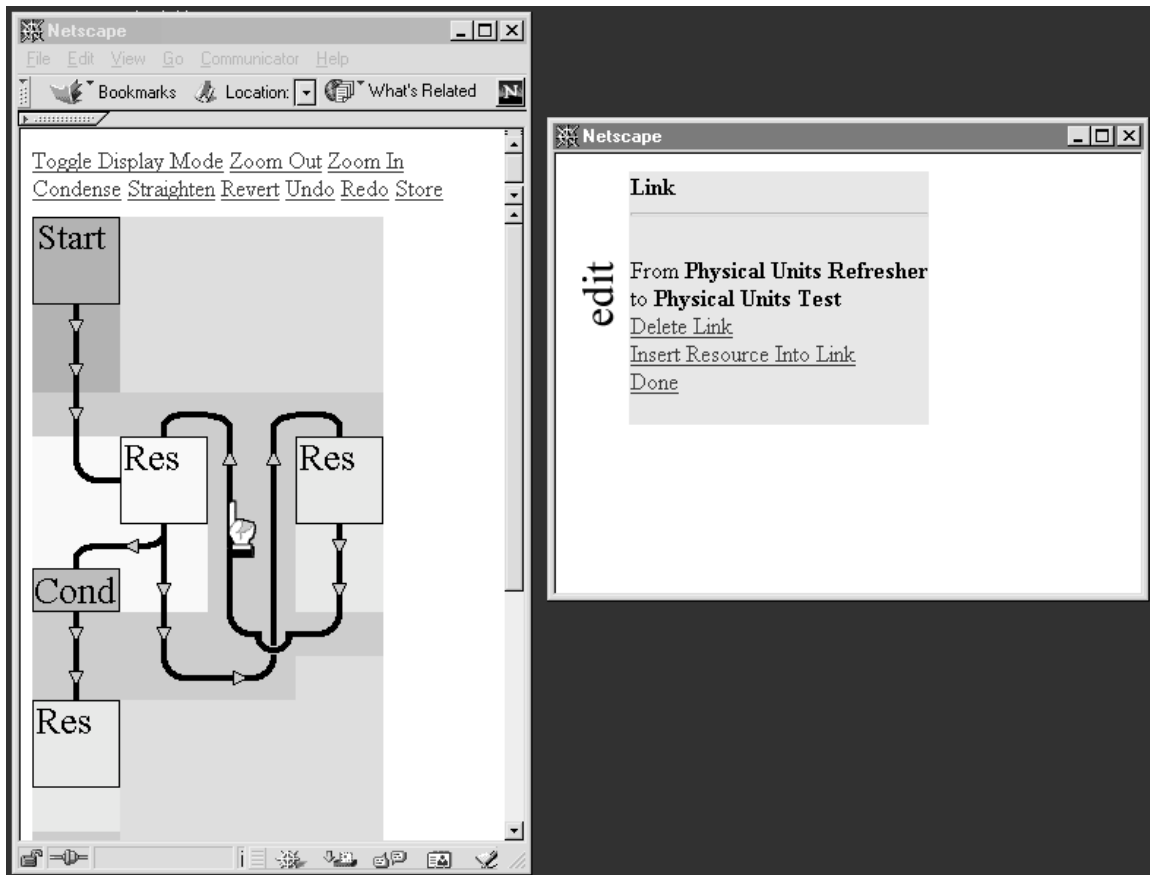 Netscape
File Edit View Go Communicator Help
Bookmarks Location: What's Related N
Toggle Display Mode Zoom Out Zoom In
Condense Straighten Revert Undo Redo Store
Start
Res Res
Cond
Res
Netscape
Link
edit
From Physical Units Refresher
to Physical Units Test
Delete Link
Insert Resource Into Link
Done